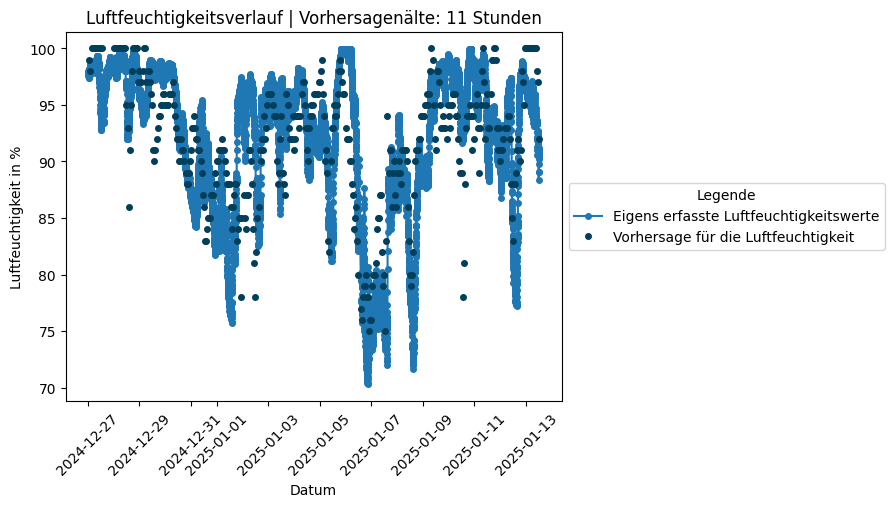 Luftfeuchtigkeitsverlauf | Vorhersagenälte: 11 Stunden
Luftfeuchtigkeit in %
100
95
90
85
80
75
70
2024-12-27
2024-12-29
2024-12-31
2025-01-01
2025-01-03
2025-01-05
2025-01-07
2025-01-09
2025-01-11
2025-01-13
Datum
Legende
Eigens erfasste Luftfeuchtigkeitswerte
Vorhersage für die Luftfeuchtigkeit